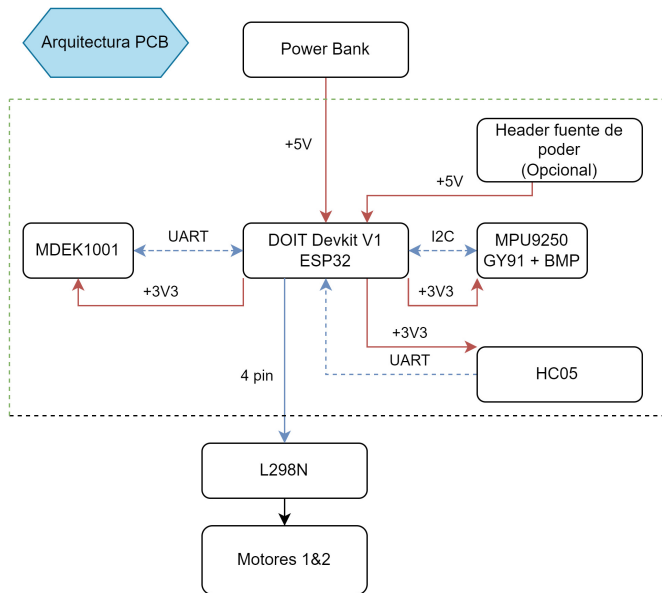 Arquitectura PCB
Power Bank
+5V
Header fuente de
poder
(Opcional)
+5V
MDEK1001
UART
DOIT Devkit V1
ESP32
I2C
MPU9250
GY91 + BMP
+3V3
+3V3
+3V3
UART
HC05
4 pin
L298N
Motores 1&2